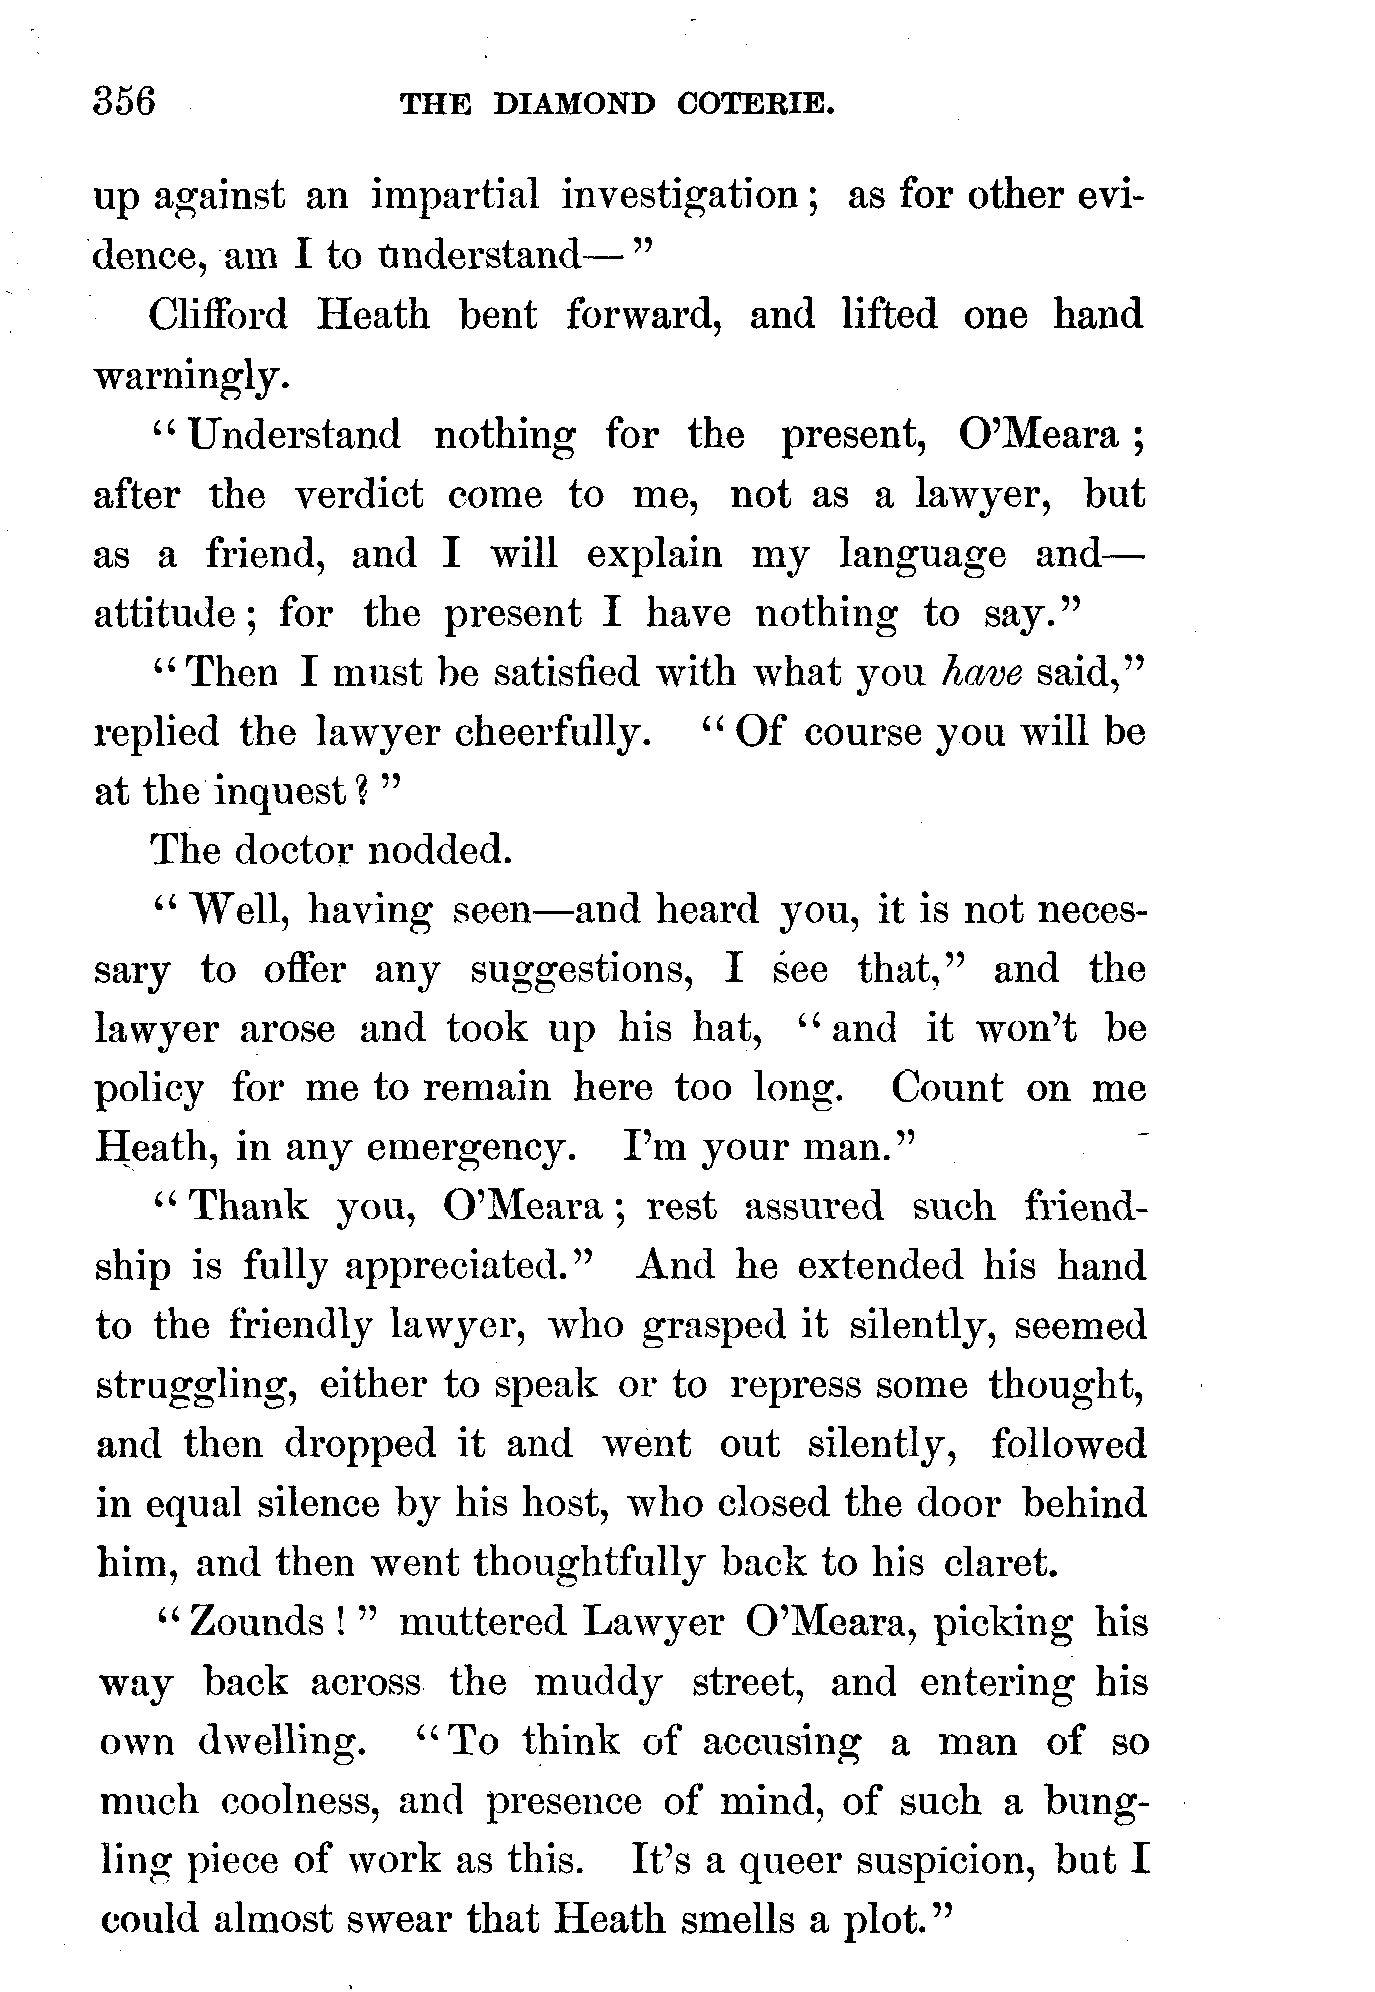 356 THE DIAMOND COTERIE.
up against an impartial investigation; as for other evi-
dence, am I to understand—"
Clifford Heath bent forward, and lifted one hand
warningly.
"Understand nothing for the present, O'Meara;
after the verdict come to me, not as a lawyer, but
as a friend, and I will explain my language and—
attitude; for the present I have nothing to say."
"Then I must be satisfied with what you have said,"
replied the lawyer cheerfully. "Of course you will be
at the inquest?"
The doctor nodded.
"Well, having seen—and heard you, it is not neces-
sary to offer any suggestions, I see that," and the
lawyer arose and took up his hat, "and it won't be
policy for me to remain here too long. Count on me
Heath, in any emergency. I'm your man."
"Thank you, O'Meara; rest assured such friend-
ship is fully appreciated." And he extended his hand
to the friendly lawyer, who grasped it silently, seemed
struggling, either to speak or to repress some thought,
and then dropped it and went out silently, followed
in equal silence by his host, who closed the door behind
him, and then went thoughtfully back to his claret.
"Zounds!" muttered Lawyer O'Meara, picking his
way back across the muddy street, and entering his
own dwelling. "To think of accusing a man of so
much coolness, and presence of mind, of such a bung-
ling piece of work as this. It's a queer suspicion, but I
could almost swear that Heath smells a plot."